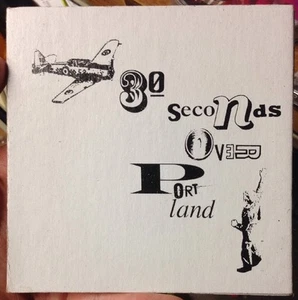 30
SecoNds
OvER
PORT
land